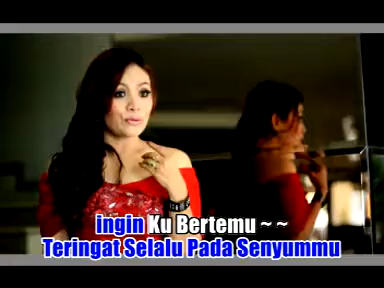 ingin Ku Bertemu ~ ~
Teringat Selalu Pada Senyummu